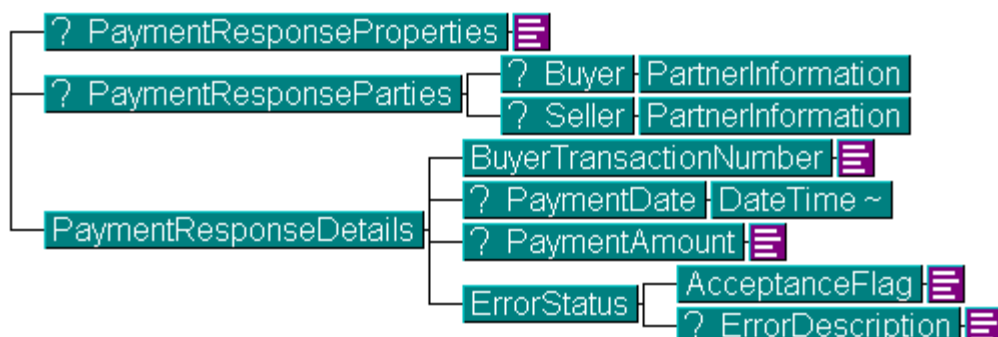 ? PaymentResponseProperties
? PaymentResponseParties
? Buyer PartnerInformation
? Seller PartnerInformation
PaymentResponseDetails
BuyerTransactionNumber
? PaymentDate DateTime ~
? PaymentAmount
ErrorStatus
AcceptanceFlag
? ErrorDescription